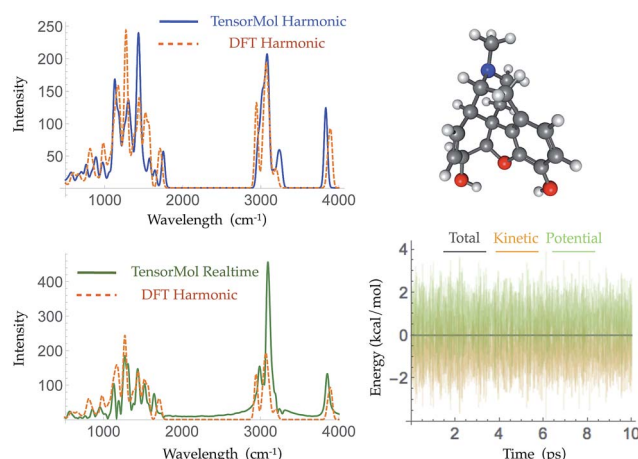 TensorMol Harmonic
DFT Harmonic
250
200
150
100
50
Intensity
1000 2000 3000 4000
Wavelength (cm-1)
TensorMol Realtime
DFT Harmonic
400
300
200
100
Intensity
1000 2000 3000 4000
Wavelength (cm-1)
Total Kinetic Potential
4
2
0
−2
Energy (kcal/mol)
2 4 6 8 10
Time (ps)